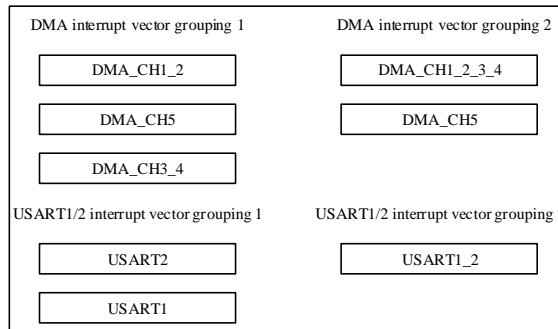 DMA interrupt vector grouping 1
DMA interrupt vector grouping 2
DMA_CH1_2
DMA_CH1_2_3_4
DMA_CH5
DMA_CH5
DMA_CH3_4
USART1/2 interrupt vector grouping 1
USART1/2 interrupt vector grouping
USART2
USART1_2
USART1